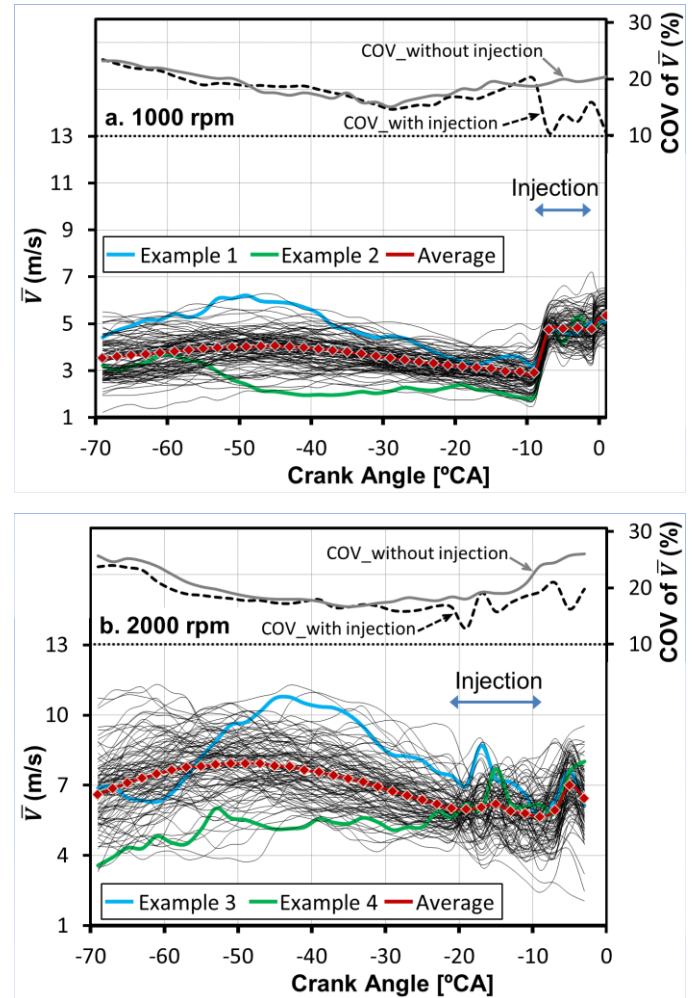 30
COV_without injection
20
COV of V̅ (%)
a. 1000 rpm
COV_with injection
13
10
11
Injection
9
Example 1 Example 2 Average
7
V̅ (m/s)
5
3
1
-70 -60 -50 -40 -30 -20 -10 0
Crank Angle [ºCA]
30
COV_without injection
20
COV of V̅ (%)
b. 2000 rpm
COV_with injection
13
10
Injection
10
7
V̅ (m/s)
4
Example 3 Example 4 Average
1
-70 -60 -50 -40 -30 -20 -10 0
Crank Angle [ºCA]